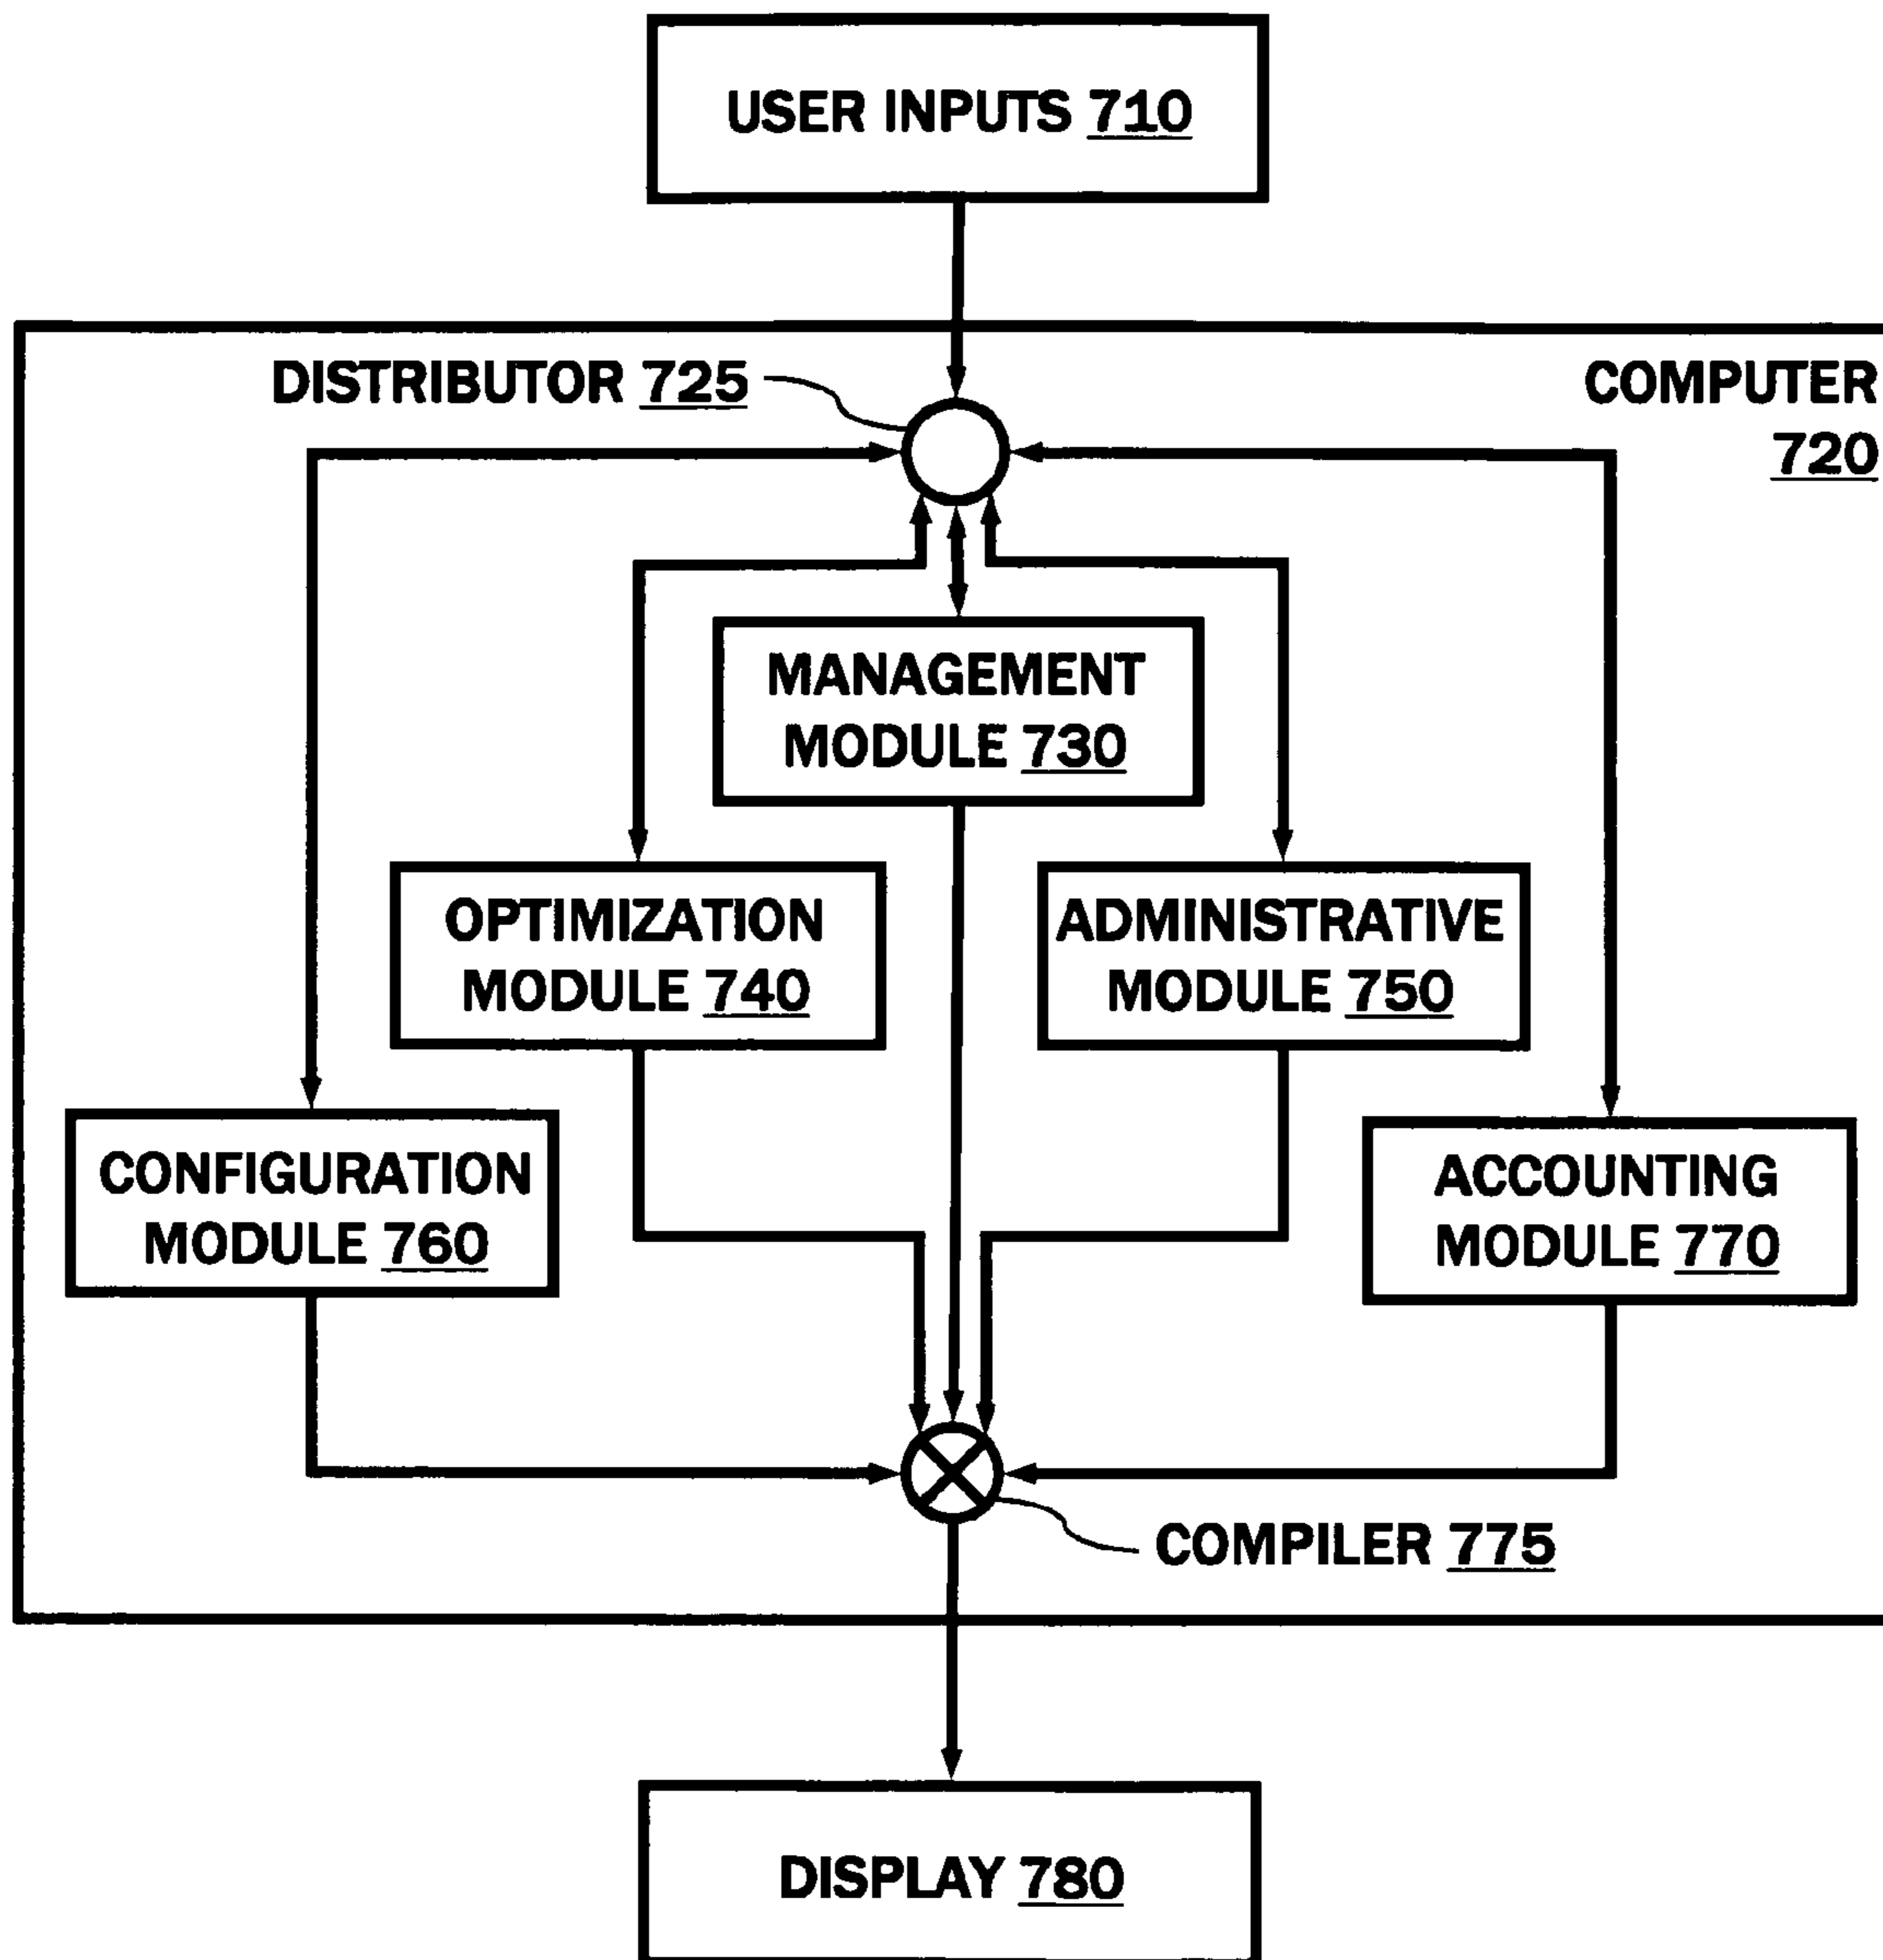 USER INPUTS 710
DISTRIBUTOR 725
COMPUTER
720
MANAGEMENT
MODULE 730
OPTIMIZATION
MODULE 740
ADMINISTRATIVE
MODULE 750
CONFIGURATION
MODULE 760
ACCOUNTING
MODULE 770
COMPILER 775
DISPLAY 780